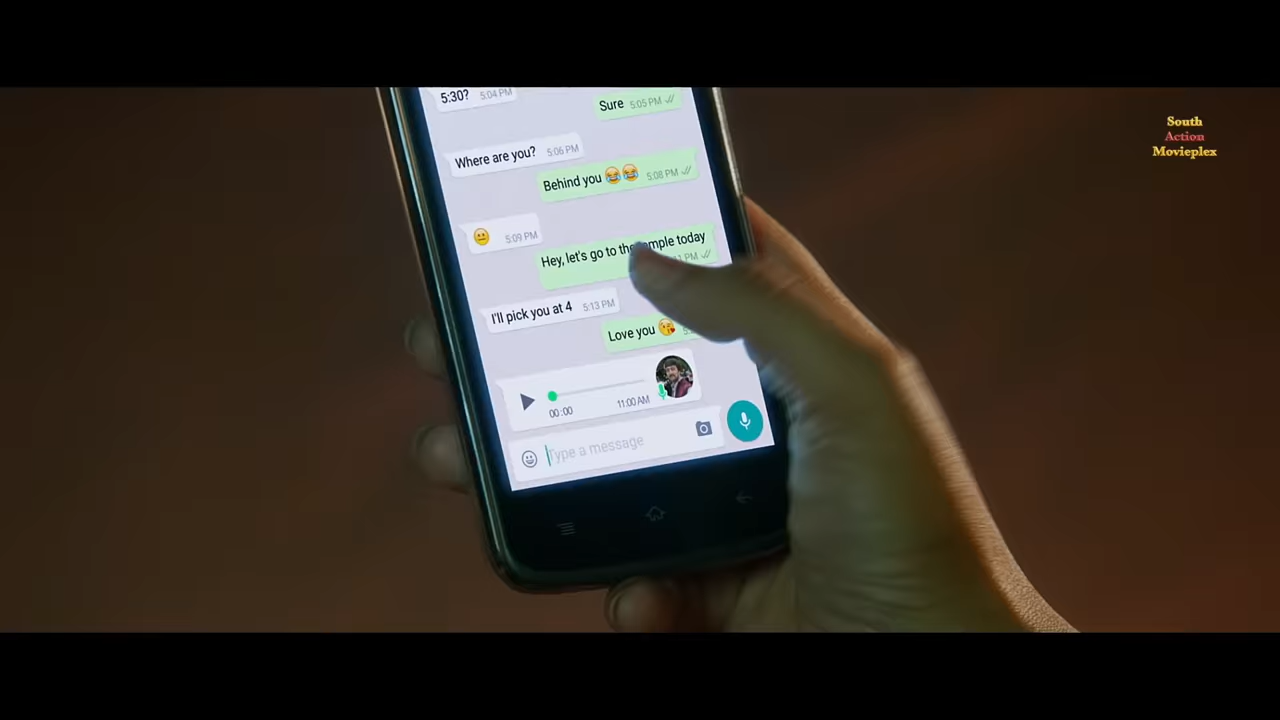 5:30? 5:04 PM
Sure 5:05 PM
South
Action
Movieplex
Where are you? 5:06 PM
Behind you 😂😂 5:08 PM
😐 5:09 PM
Hey, let's go to the temple today
PM
I'll pick you at 4 5:13 PM
Love you 😘
00:00 11:00 AM
Type a message